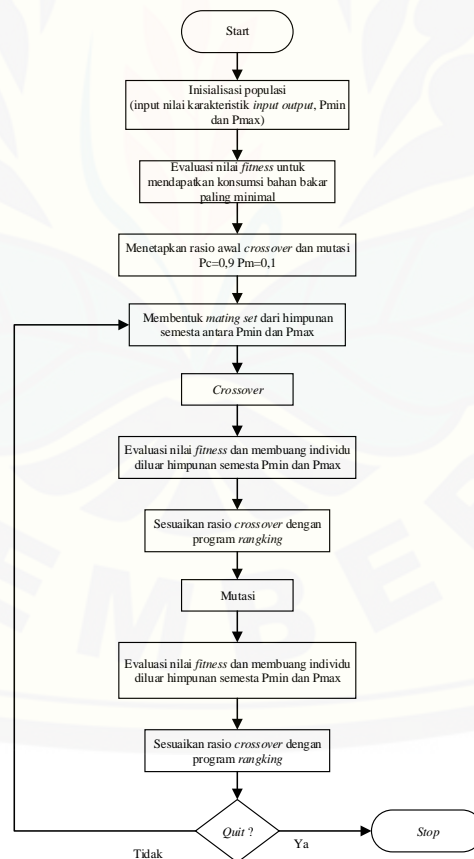 Start
Inisialisasi populasi
(input nilai karakteristik input output, Pmin
dan Pmax)
Evaluasi nilai fitness untuk
mendapatkan konsumsi bahan bakar
paling minimal
Menetapkan rasio awal crossover dan mutasi
Pc=0,9 Pm=0,1
Membentuk mating set dari himpunan
semesta antara Pmin dan Pmax
Crossover
Evaluasi nilai fitness dan membuang individu
diluar himpunan semesta Pmin dan Pmax
Sesuaikan rasio crossover dengan
program rangking
Mutasi
Evaluasi nilai fitness dan membuang individu
diluar himpunan semesta Pmin dan Pmax
Sesuaikan rasio crossover dengan
program rangking
Quit ?
Ya
Stop
Tidak